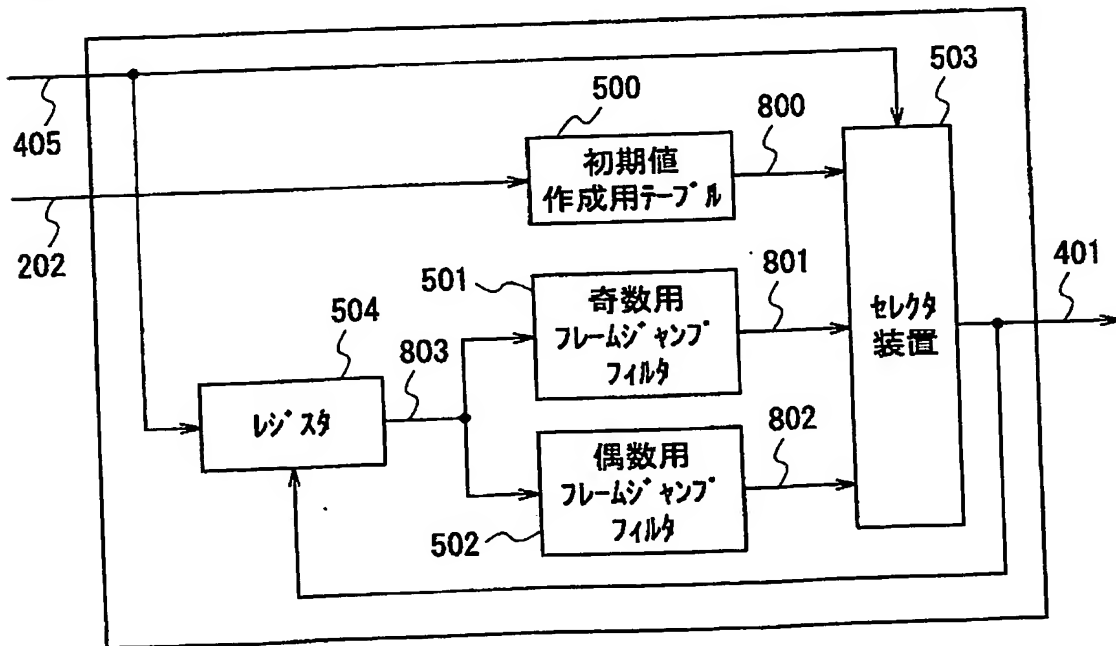 503
500
800
405
初期値
作成用テーブル
202
501
801
401
奇数用
フレームジャンプ
フィルタ
セレクタ
装置
504
803
レジスタ
802
偶数用
フレームジャンプ
フィルタ
502